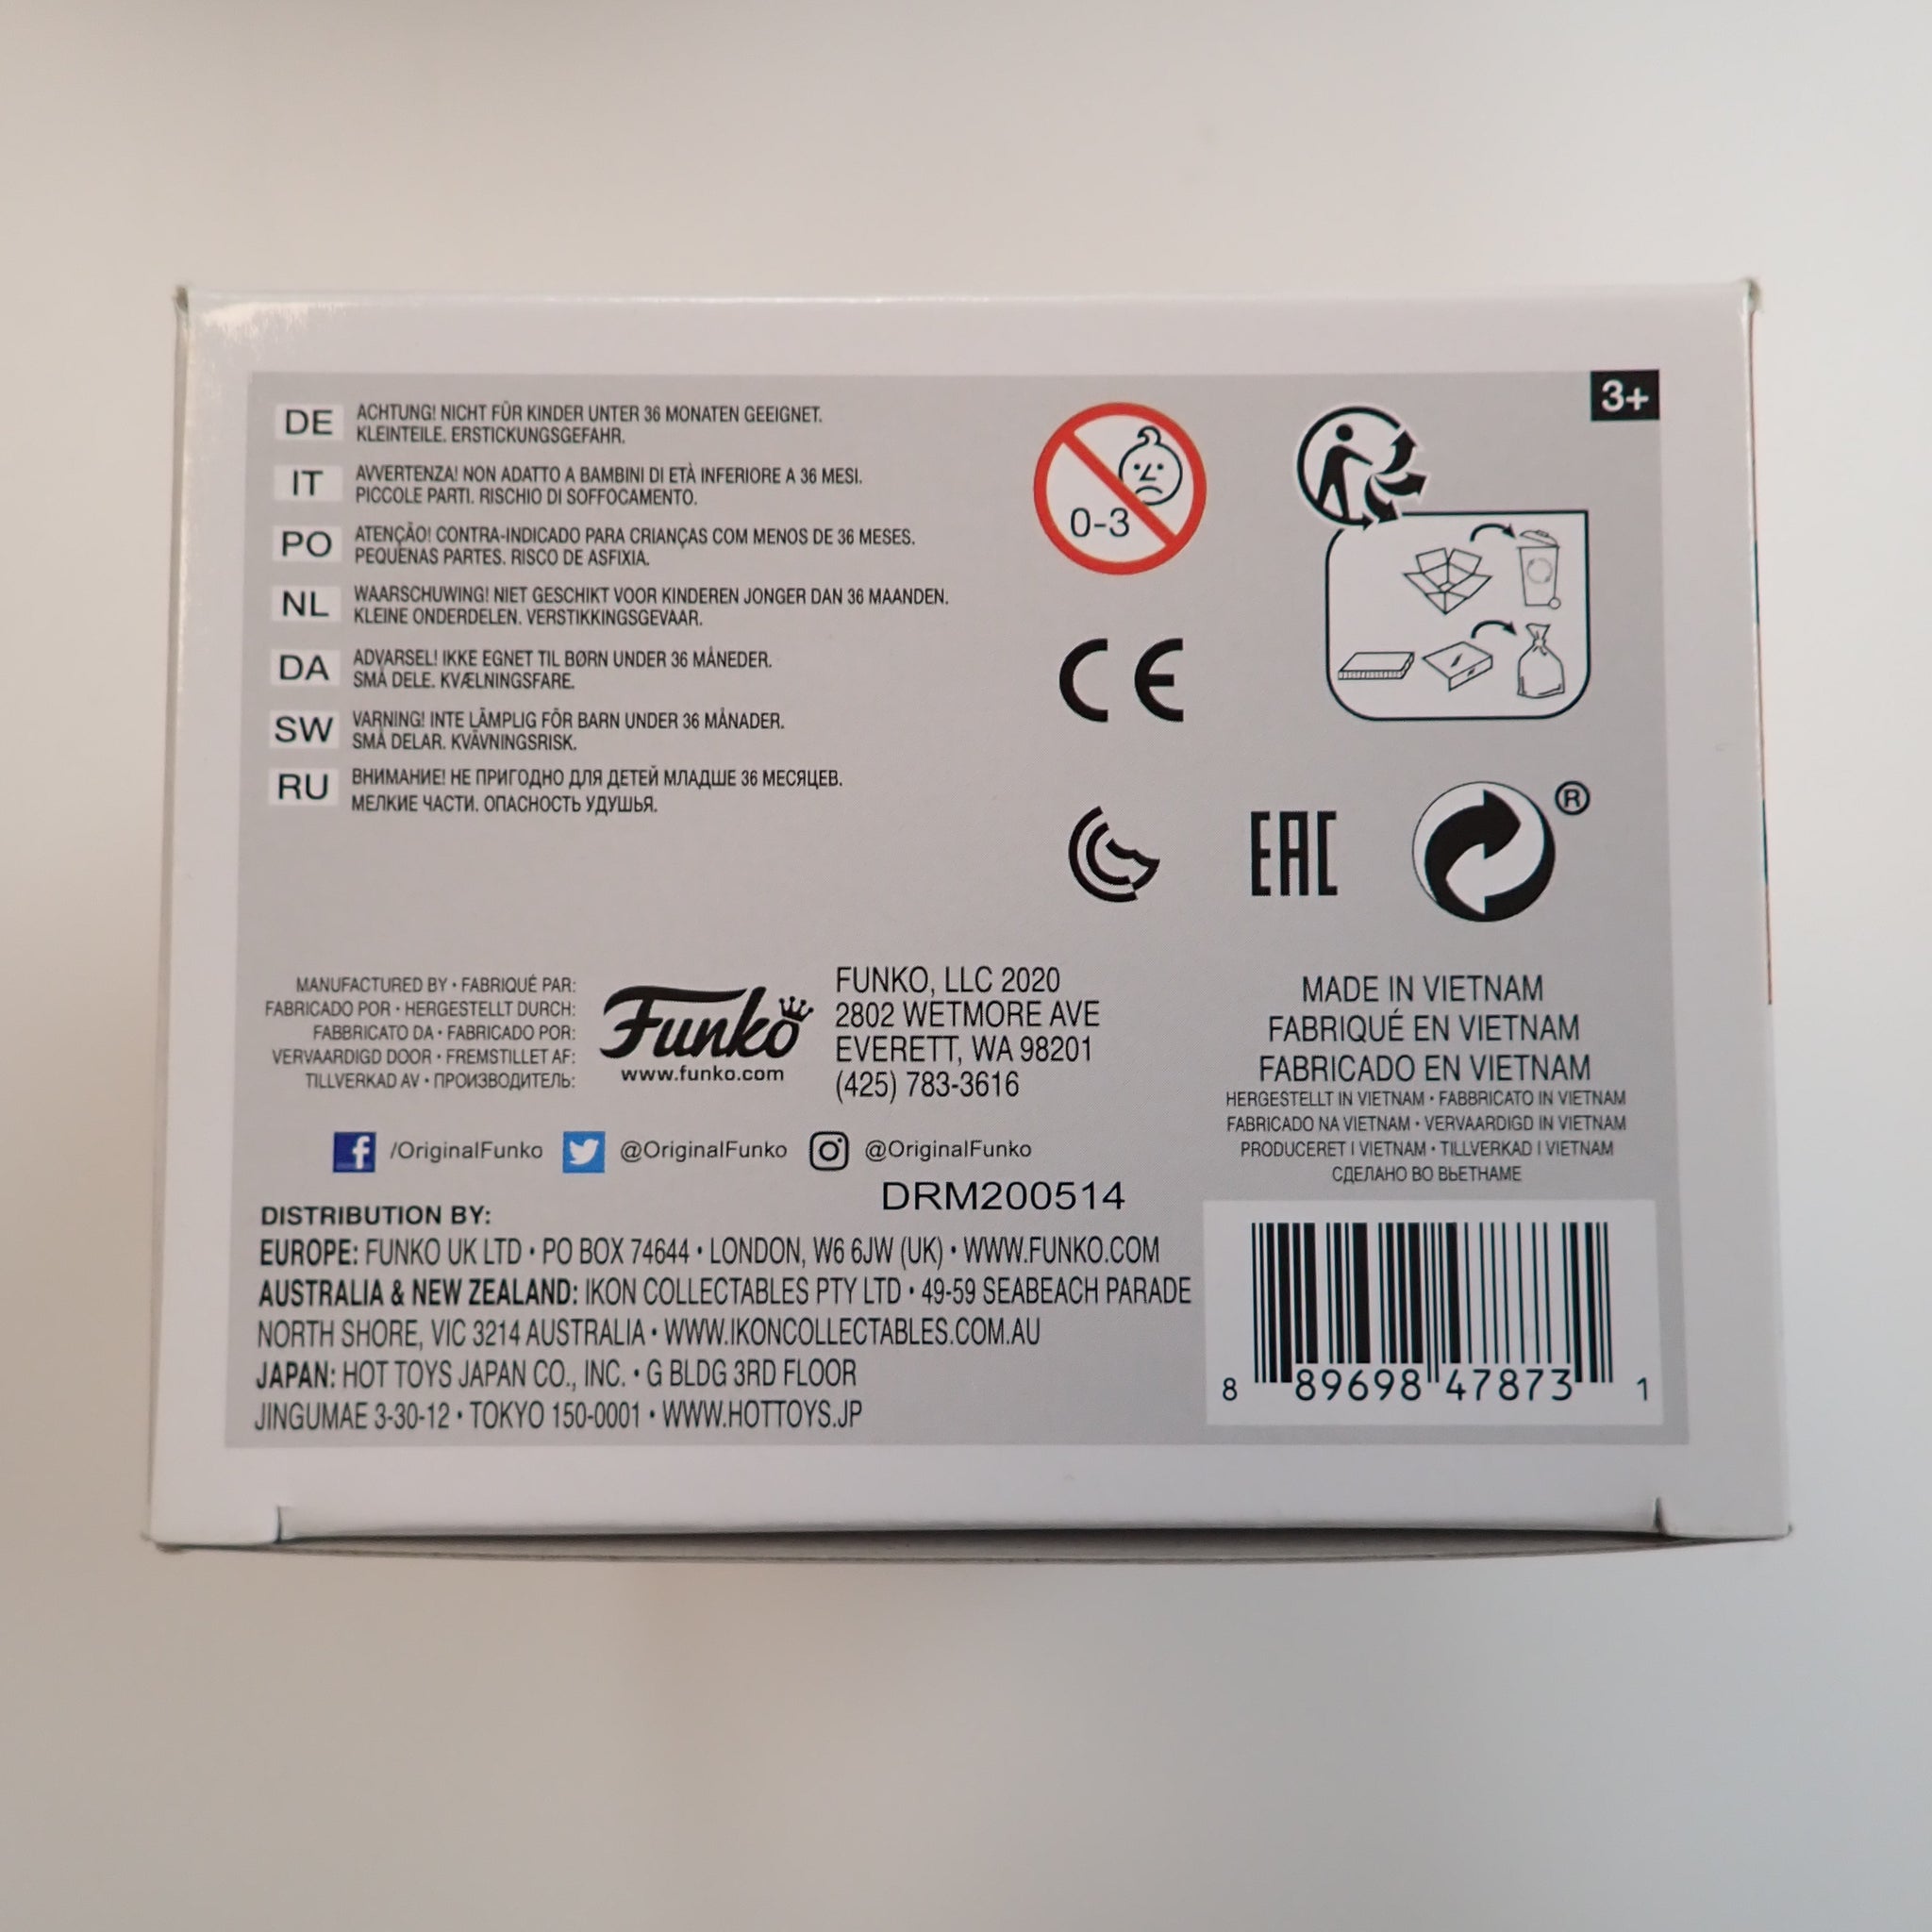 3+
DE
ACHTUNG! NICHT FÜR KINDER UNTER 36 MONATEN GEEIGNET.
KLEINTEILE. ERSTICKUNGSGEFAHR.
IT
AVVERTENZA! NON ADATTO A BAMBINI DI ETÀ INFERIORE A 36 MESI.
PICCOLE PARTI. RISCHIO DI SOFFOCAMENTO.
PO
ATENÇÃO! CONTRA-INDICADO PARA CRIANÇAS COM MENOS DE 36 MESES.
PEQUENAS PARTES. RISCO DE ASFIXIA.
NL
WAARSCHUWING! NIET GESCHIKT VOOR KINDEREN JONGER DAN 36 MAANDEN.
KLEINE ONDERDELEN. VERSTIKKINGSGEVAAR.
DA
ADVARSEL! IKKE EGNET TIL BØRN UNDER 36 MÅNEDER.
SMÅ DELE. KVÆLNINGSFARE.
SW
VARNING! INTE LÄMPLIG FÖR BARN UNDER 36 MÅNADER.
SMÅ DELAR. KVÄVNINGSRISK.
RU
ВНИМАНИЕ! НЕ ПРИГОДНО ДЛЯ ДЕТЕЙ МЛАДШЕ 36 МЕСЯЦЕВ.
МЕЛКИЕ ЧАСТИ. ОПАСНОСТЬ УДУШЬЯ.
0-3
CE
EAC
®
MANUFACTURED BY • FABRIQUÉ PAR:
FABRICADO POR • HERGESTELLT DURCH:
FABBRICATO DA • FABRICADO POR:
VERVAARDIGD DOOR • FREMSTILLET AF:
TILLVERKAD AV • ПРОИЗВОДИТЕЛЬ:
Funko
www.funko.com
FUNKO, LLC 2020
2802 WETMORE AVE
EVERETT, WA 98201
(425) 783-3616
MADE IN VIETNAM
FABRIQUÉ EN VIETNAM
FABRICADO EN VIETNAM
HERGESTELLT IN VIETNAM • FABBRICATO IN VIETNAM
FABRICADO NA VIETNAM • VERVAARDIGD IN VIETNAM
PRODUCERET I VIETNAM • TILLVERKAD I VIETNAM
СДЕЛАНО ВО ВЬЕТНАМЕ
/OriginalFunko @OriginalFunko @OriginalFunko
DRM200514
DISTRIBUTION BY:
EUROPE: FUNKO UK LTD • PO BOX 74644 • LONDON, W6 6JW (UK) • WWW.FUNKO.COM
AUSTRALIA & NEW ZEALAND: IKON COLLECTABLES PTY LTD • 49-59 SEABEACH PARADE
NORTH SHORE, VIC 3214 AUSTRALIA • WWW.IKONCOLLECTABLES.COM.AU
JAPAN: HOT TOYS JAPAN CO., INC. • G BLDG 3RD FLOOR
JINGUMAE 3-30-12 • TOKYO 150-0001 • WWW.HOTTOYS.JP
8 89698 47873 1